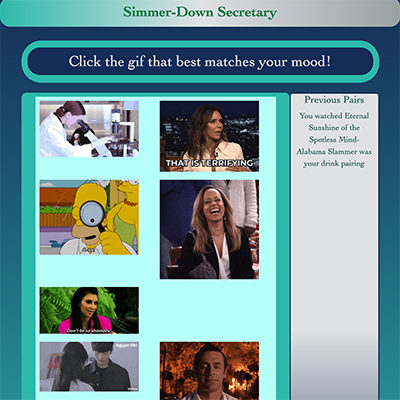 Simmer-Down Secretary
Click the gif that best matches your mood!
Previous Pairs
You watched Eternal
Sunshine of the
Spotless Mind-
Alabama Slammer was
your drink pairing
THAT IS TERRIFYING
Don't be so dramatic.